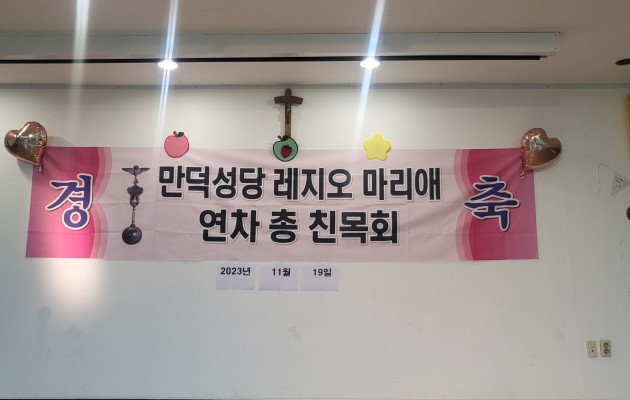 경 축
만덕성당 레지오 마리애
연차 총 친목회
2023년 11월 19일